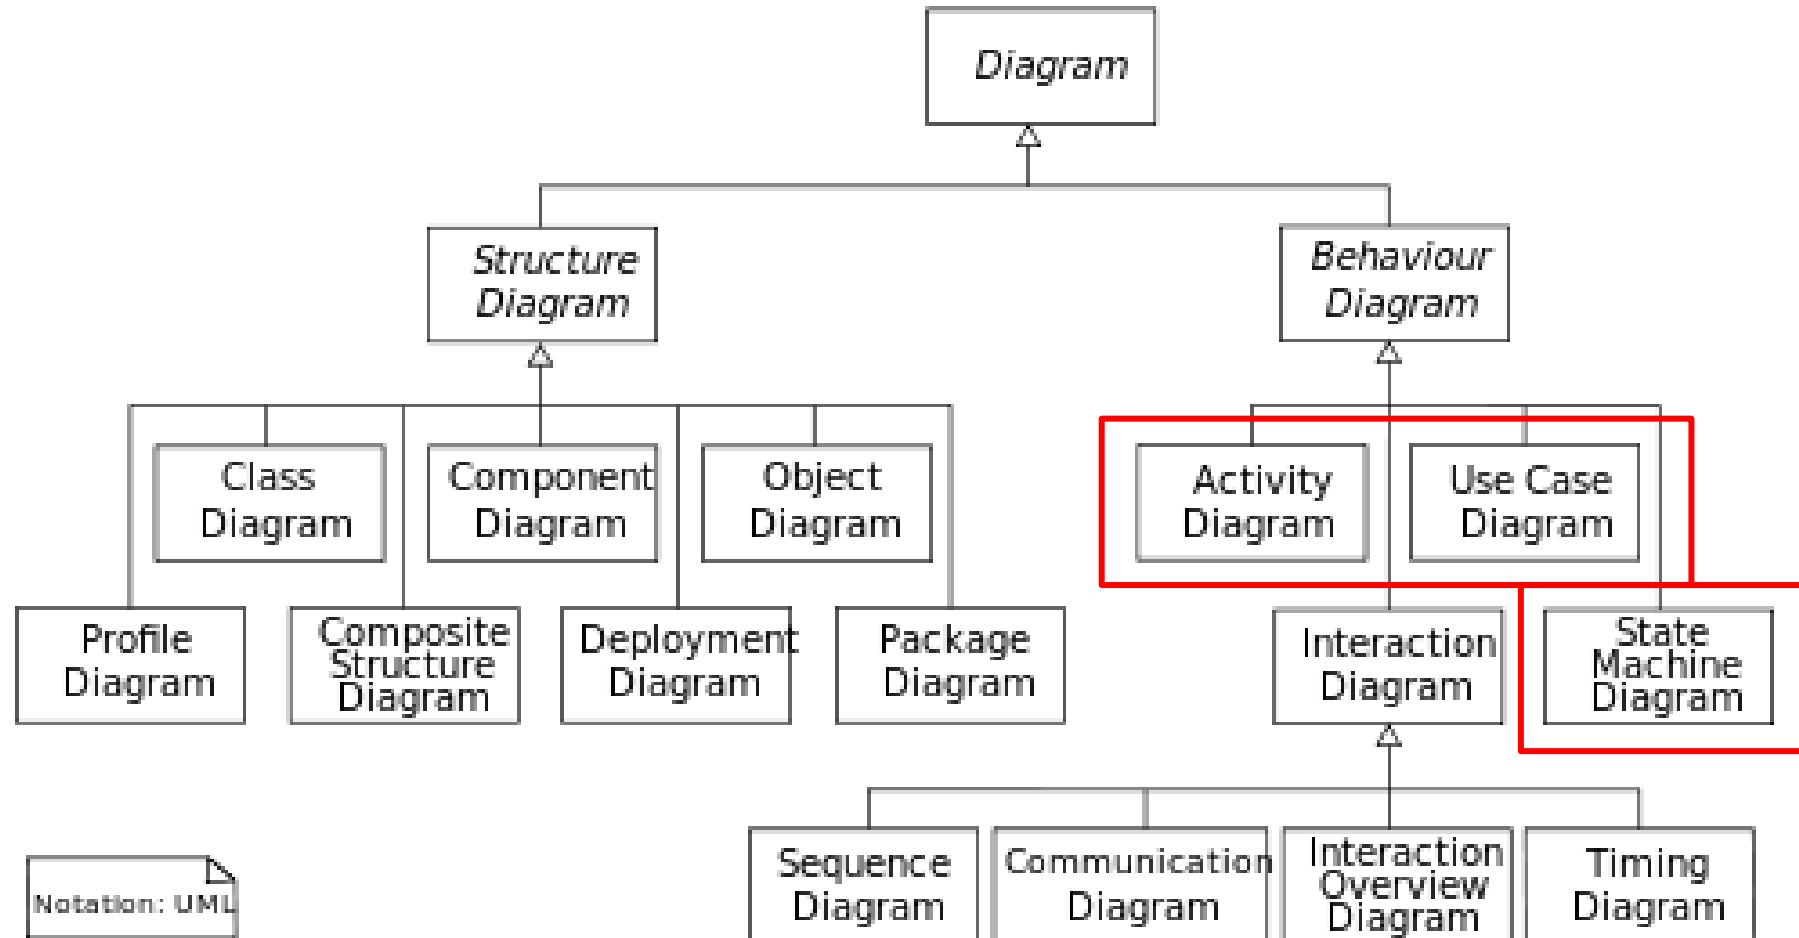 Diagram
Structure
Diagram
Behaviour
Diagram
Class
Diagram
Component
Diagram
Object
Diagram
Activity
Diagram
Use Case
Diagram
Profile
Diagram
Composite
Structure
Diagram
Deployment
Diagram
Package
Diagram
Interaction
Diagram
State
Machine
Diagram
Sequence
Diagram
Communication
Diagram
Interaction
Overview
Diagram
Timing
Diagram
Notation: UML